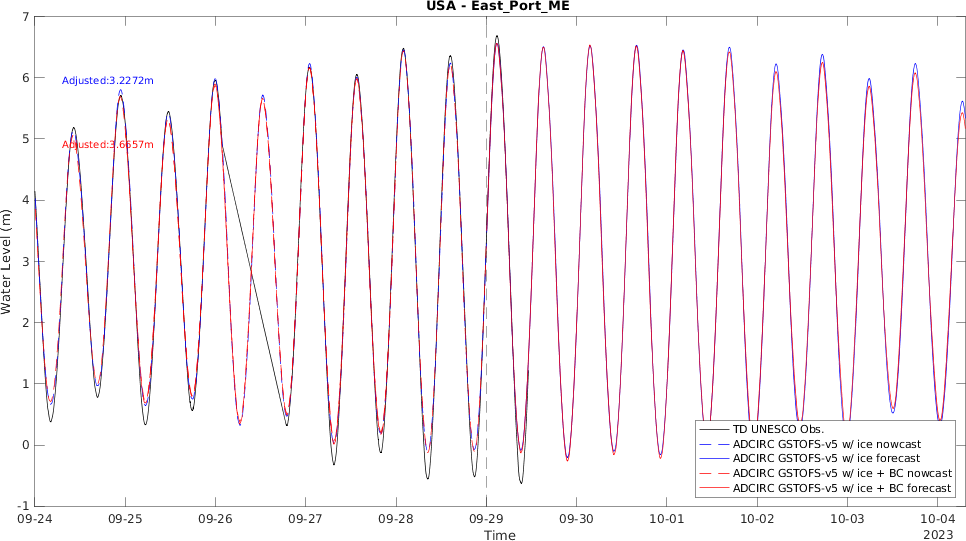 USA - East_Port_ME
7
6
5
4
3
2
1
0
-1
Water Level (m)
Adjusted:3.2272m
Adjusted:3.6657m
TD UNESCO Obs.
ADCIRC GSTOFS-v5 w/ ice nowcast
ADCIRC GSTOFS-v5 w/ ice forecast
ADCIRC GSTOFS-v5 w/ ice + BC nowcast
ADCIRC GSTOFS-v5 w/ ice + BC forecast
09-24 09-25 09-26 09-27 09-28 09-29 09-30 10-01 10-02 10-03 10-04
Time
2023